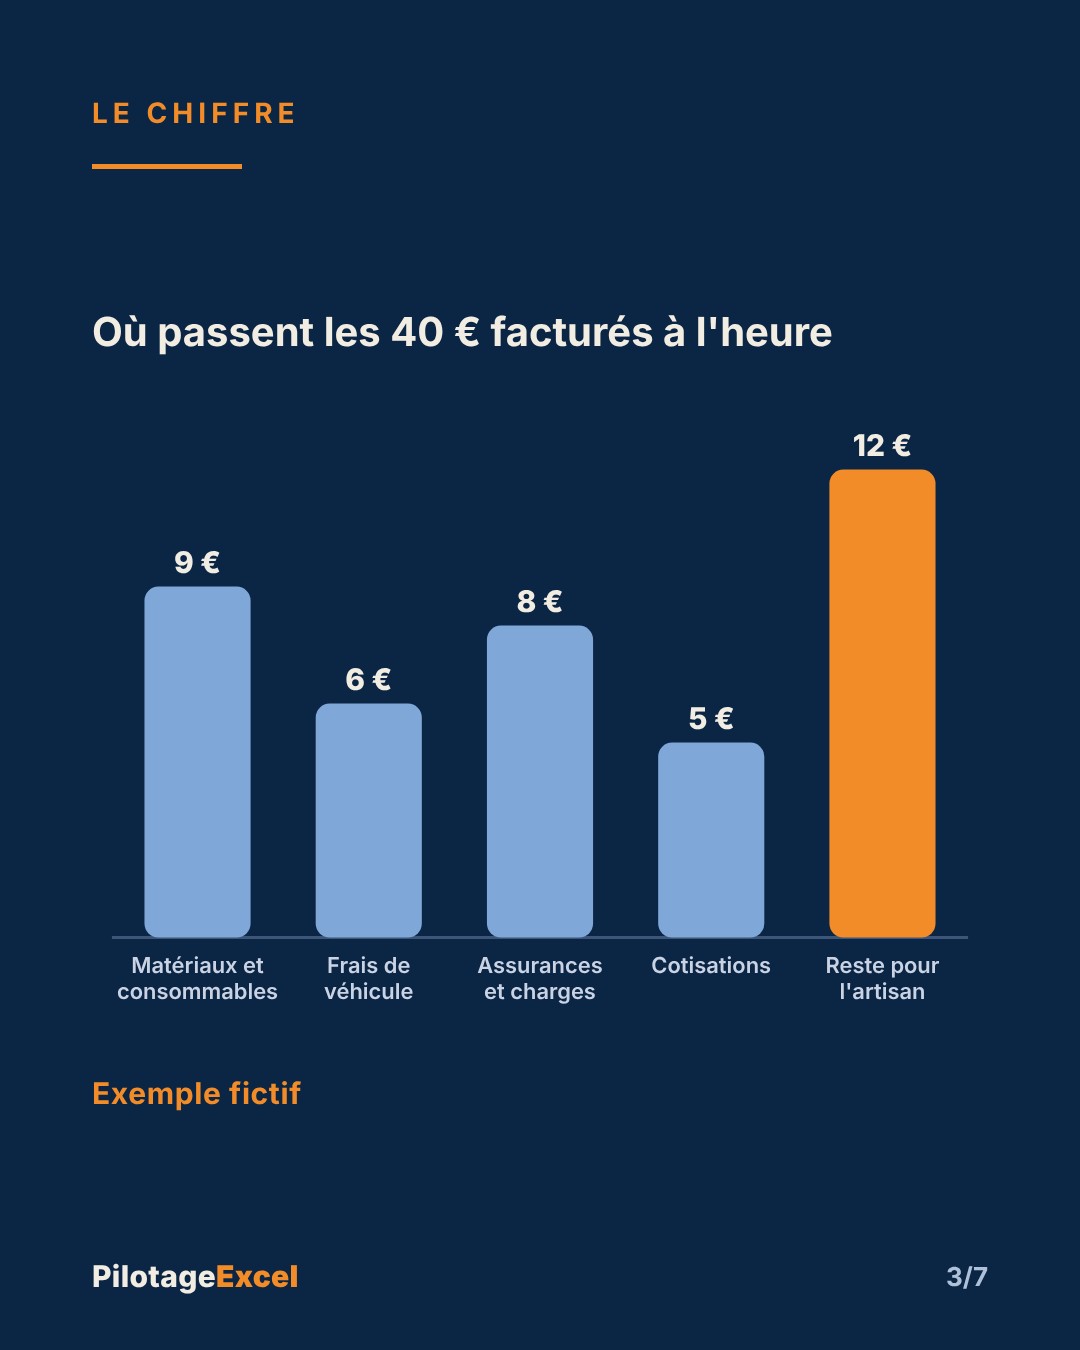 LE CHIFFRE
Où passent les 40 € facturés à l'heure
12 €
9 €
8 €
6 €
5 €
Matériaux et
consommables
Frais de
véhicule
Assurances
et charges
Cotisations
Reste pour
l'artisan
Exemple fictif
PilotageExcel
3/7